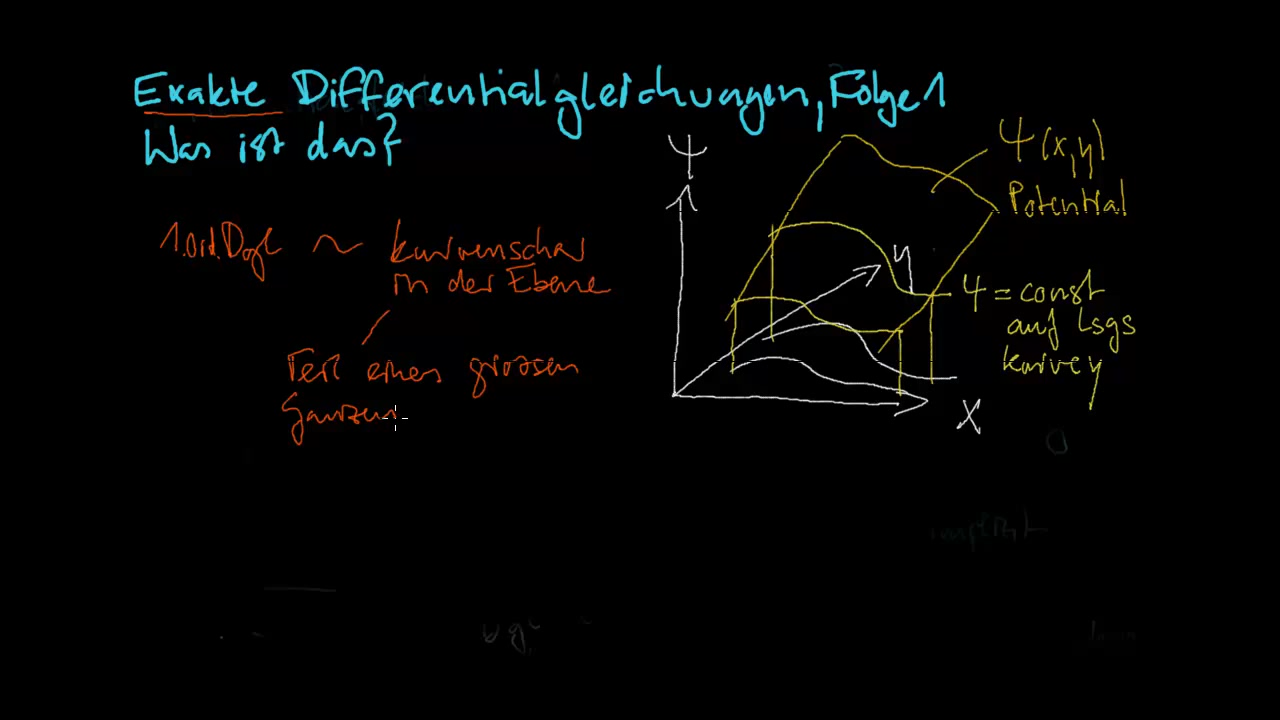 Exakte Differentialgleichungen, Folge 1
Was ist das?
1. Ord. Dgl ~ Kurvenschar
in der Ebene
Teil eines grossen
Ganzen
Ψ
Ψ(x,y)
Potential
y
Ψ = const
auf Lsgs
kurve y
x